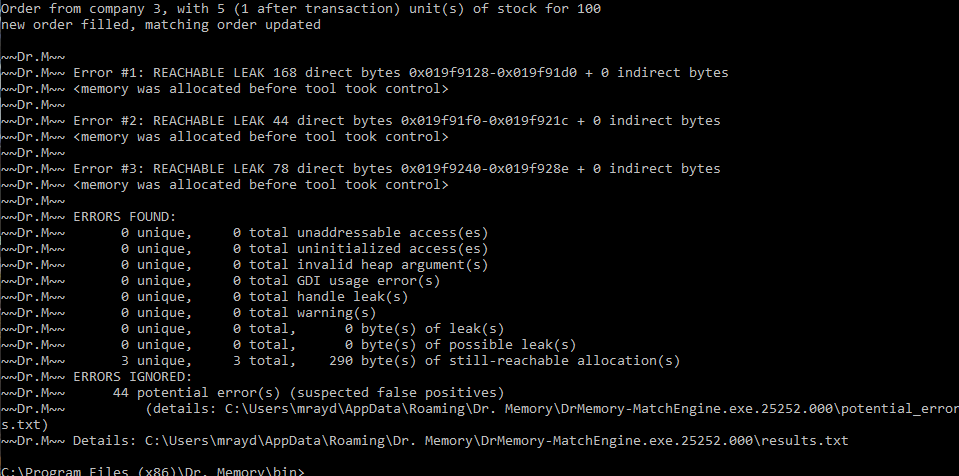 Order from company 3, with 5 (1 after transaction) unit(s) of stock for 100
new order filled, matching order updated
~~Dr.M~~
~~Dr.M~~ Error #1: REACHABLE LEAK 168 direct bytes 0x019f9128-0x019f91d0 + 0 indirect bytes
~~Dr.M~~ <memory was allocated before tool took control>
~~Dr.M~~
~~Dr.M~~ Error #2: REACHABLE LEAK 44 direct bytes 0x019f91f0-0x019f921c + 0 indirect bytes
~~Dr.M~~ <memory was allocated before tool took control>
~~Dr.M~~
~~Dr.M~~ Error #3: REACHABLE LEAK 78 direct bytes 0x019f9240-0x019f928e + 0 indirect bytes
~~Dr.M~~ <memory was allocated before tool took control>
~~Dr.M~~
~~Dr.M~~ ERRORS FOUND:
~~Dr.M~~       0 unique,     0 total unaddressable access(es)
~~Dr.M~~       0 unique,     0 total uninitialized access(es)
~~Dr.M~~       0 unique,     0 total invalid heap argument(s)
~~Dr.M~~       0 unique,     0 total GDI usage error(s)
~~Dr.M~~       0 unique,     0 total handle leak(s)
~~Dr.M~~       0 unique,     0 total warning(s)
~~Dr.M~~       0 unique,     0 total,      0 byte(s) of leak(s)
~~Dr.M~~       0 unique,     0 total,      0 byte(s) of possible leak(s)
~~Dr.M~~       3 unique,     3 total,    290 byte(s) of still-reachable allocation(s)
~~Dr.M~~ ERRORS IGNORED:
~~Dr.M~~      44 potential error(s) (suspected false positives)
~~Dr.M~~          (details: C:\Users\mrayd\AppData\Roaming\Dr. Memory\DrMemory-MatchEngine.exe.25252.000\potential_error
s.txt)
~~Dr.M~~ Details: C:\Users\mrayd\AppData\Roaming\Dr. Memory\DrMemory-MatchEngine.exe.25252.000\results.txt
C:\Program Files (x86)\Dr. Memory\bin>